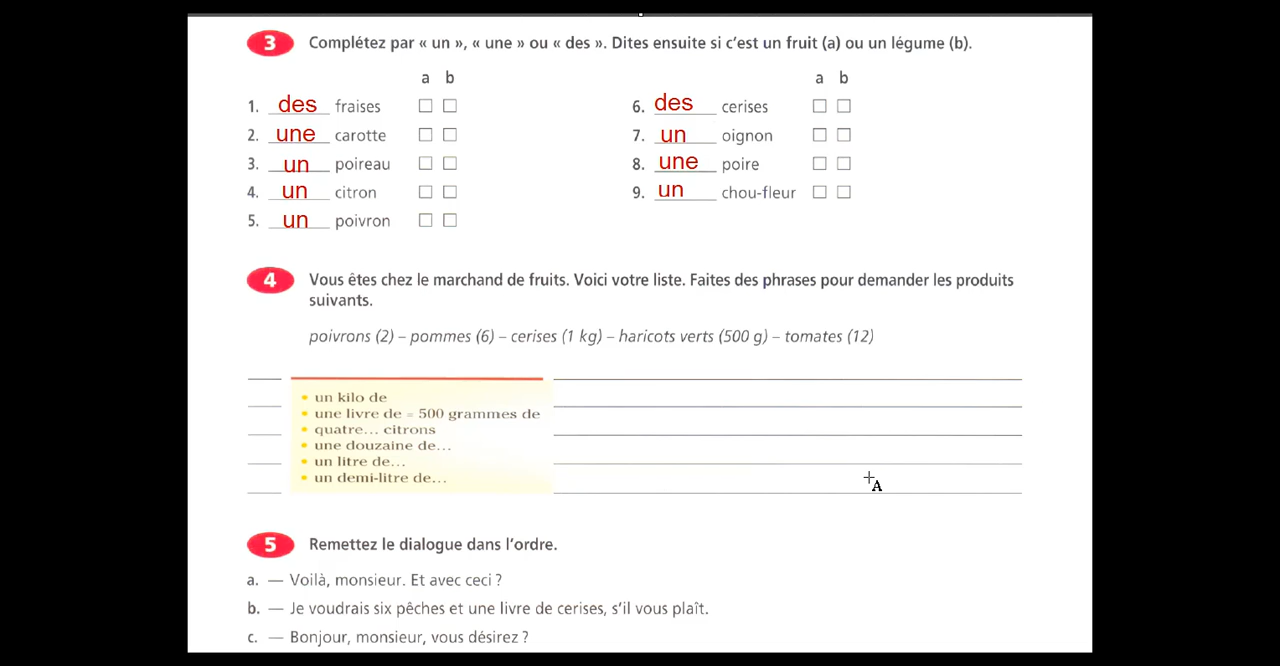 3 Complétez par « un », « une » ou « des ». Dites ensuite si c'est un fruit (a) ou un légume (b).
a b
1. des fraises
2. une carotte
3. un poireau
4. un citron
5. un poivron
a b
6. des cerises
7. un oignon
8. une poire
9. un chou-fleur
4 Vous êtes chez le marchand de fruits. Voici votre liste. Faites des phrases pour demander les produits
suivants.
poivrons (2) – pommes (6) – cerises (1 kg) – haricots verts (500 g) – tomates (12)
• un kilo de
• une livre de = 500 grammes de
• quatre... citrons
• une douzaine de...
• un litre de...
• un demi-litre de...
A
5 Remettez le dialogue dans l'ordre.
a. — Voilà, monsieur. Et avec ceci ?
b. — Je voudrais six pêches et une livre de cerises, s'il vous plaît.
c. — Bonjour, monsieur, vous désirez ?